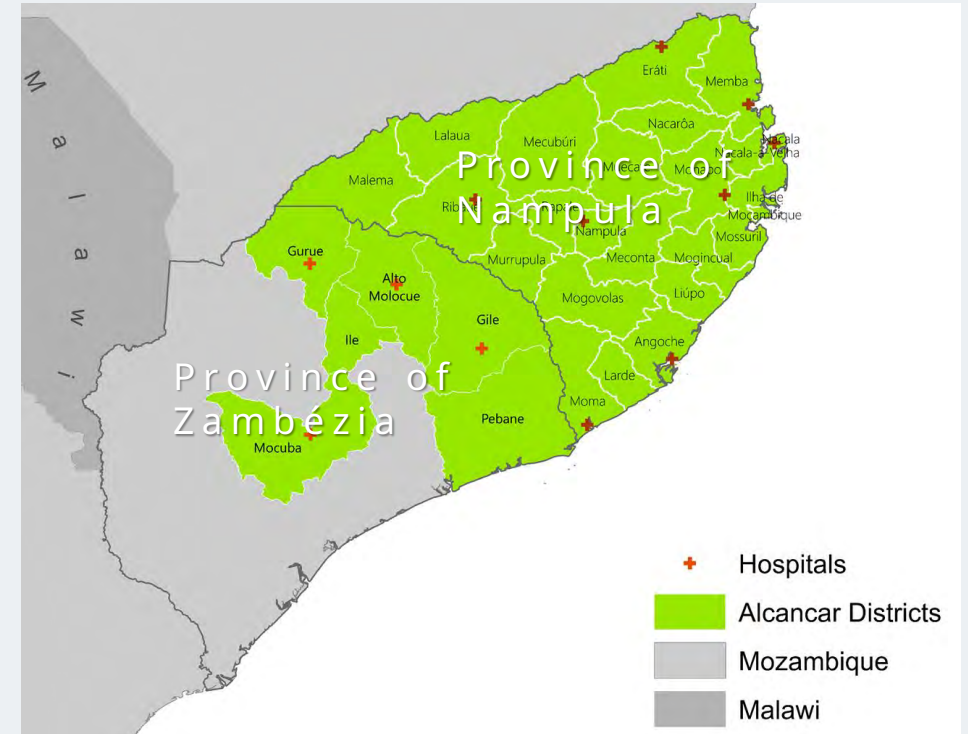 Malawi
Eráti
Memba
Nacarôa
Lalaua
Mecubúri
Nacala
Nacala-à-Velha
Province of
Nampula
Monapo
Malema
Ilha de
Moçambique
Nampula
Mossuril
Murrupula
Meconta
Mogincual
Gurue
Alto
Molocue
Mogovolas
Liúpo
Gile
Ile
Angoche
Province of
Zambézia
Larde
Moma
Pebane
Mocuba
Hospitals
Alcancar Districts
Mozambique
Malawi